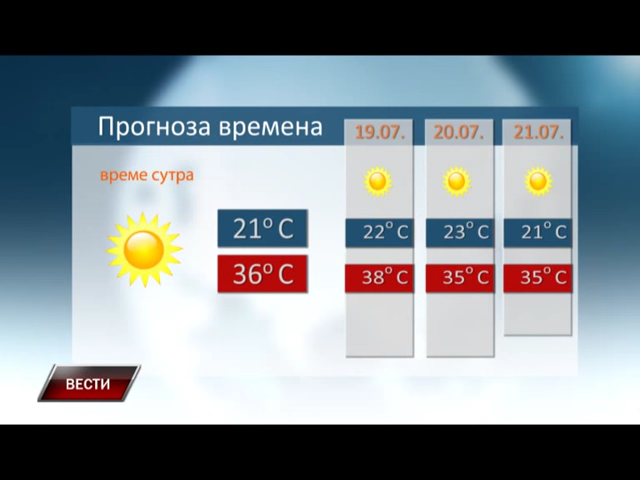 Прогноза времена
време сутра
21° C
36° C
19.07.
22° C
38° C
20.07.
23° C
35° C
21.07.
21° C
35° C
ВЕСТИ